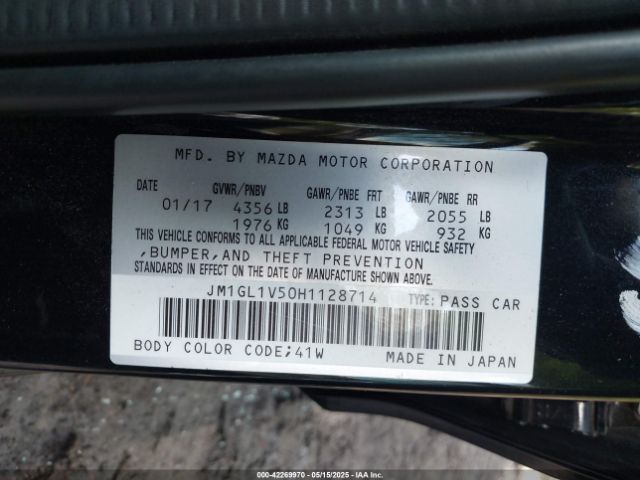 MFD. BY MAZDA MOTOR CORPORATION
DATE GVWR/PNBV GAWR/PNBE FRT GAWR/PNBE RR
01/17 4356 LB 2313 LB 2055 LB
1976 KG 1049 KG 932 KG
THIS VEHICLE CONFORMS TO ALL APPLICABLE FEDERAL MOTOR VEHICLE SAFETY
,BUMPER,AND THEFT PREVENTION
STANDARDS IN EFFECT ON THE DATE OF MANUFACTURE SHOWN ABOVE.
JM1GL1V50H1128714 TYPE: PASS CAR
BODY COLOR CODE;41W MADE IN JAPAN
000-42269970 - 05/15/2025 - IAAI.COM